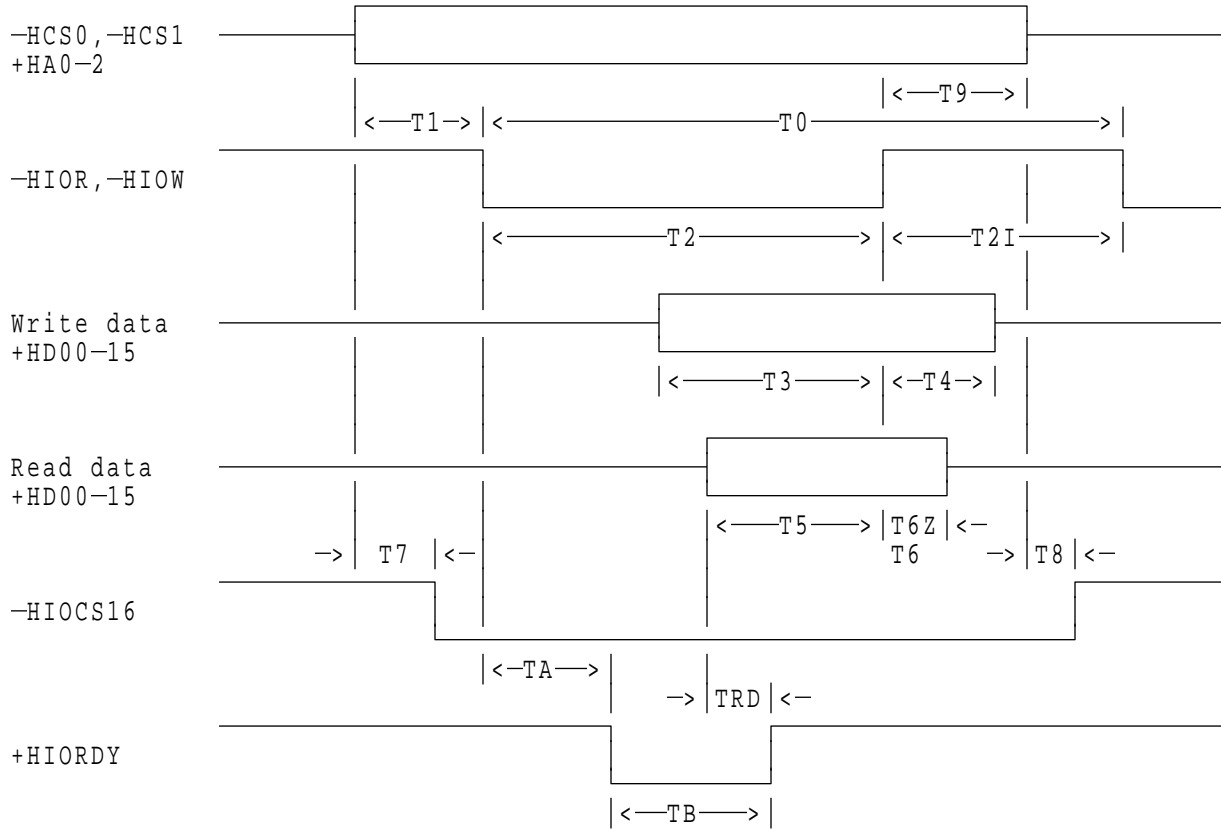 —HCS0,—HCS1
+HA0—2
<—T9—>
<—T1—>
<—T0—>
—HIOR,—HIOW
<—T2—>
<—T2I—>
Write data
+HD00—15
<—T3—>
<—T4—>
Read data
+HD00—15
<—T5—>
T6Z <—
—> T7 <—
T6
—> T8 <—
—HIOCS16
<—TA—>
—> TRD <—
+HIORDY
<—TB—>